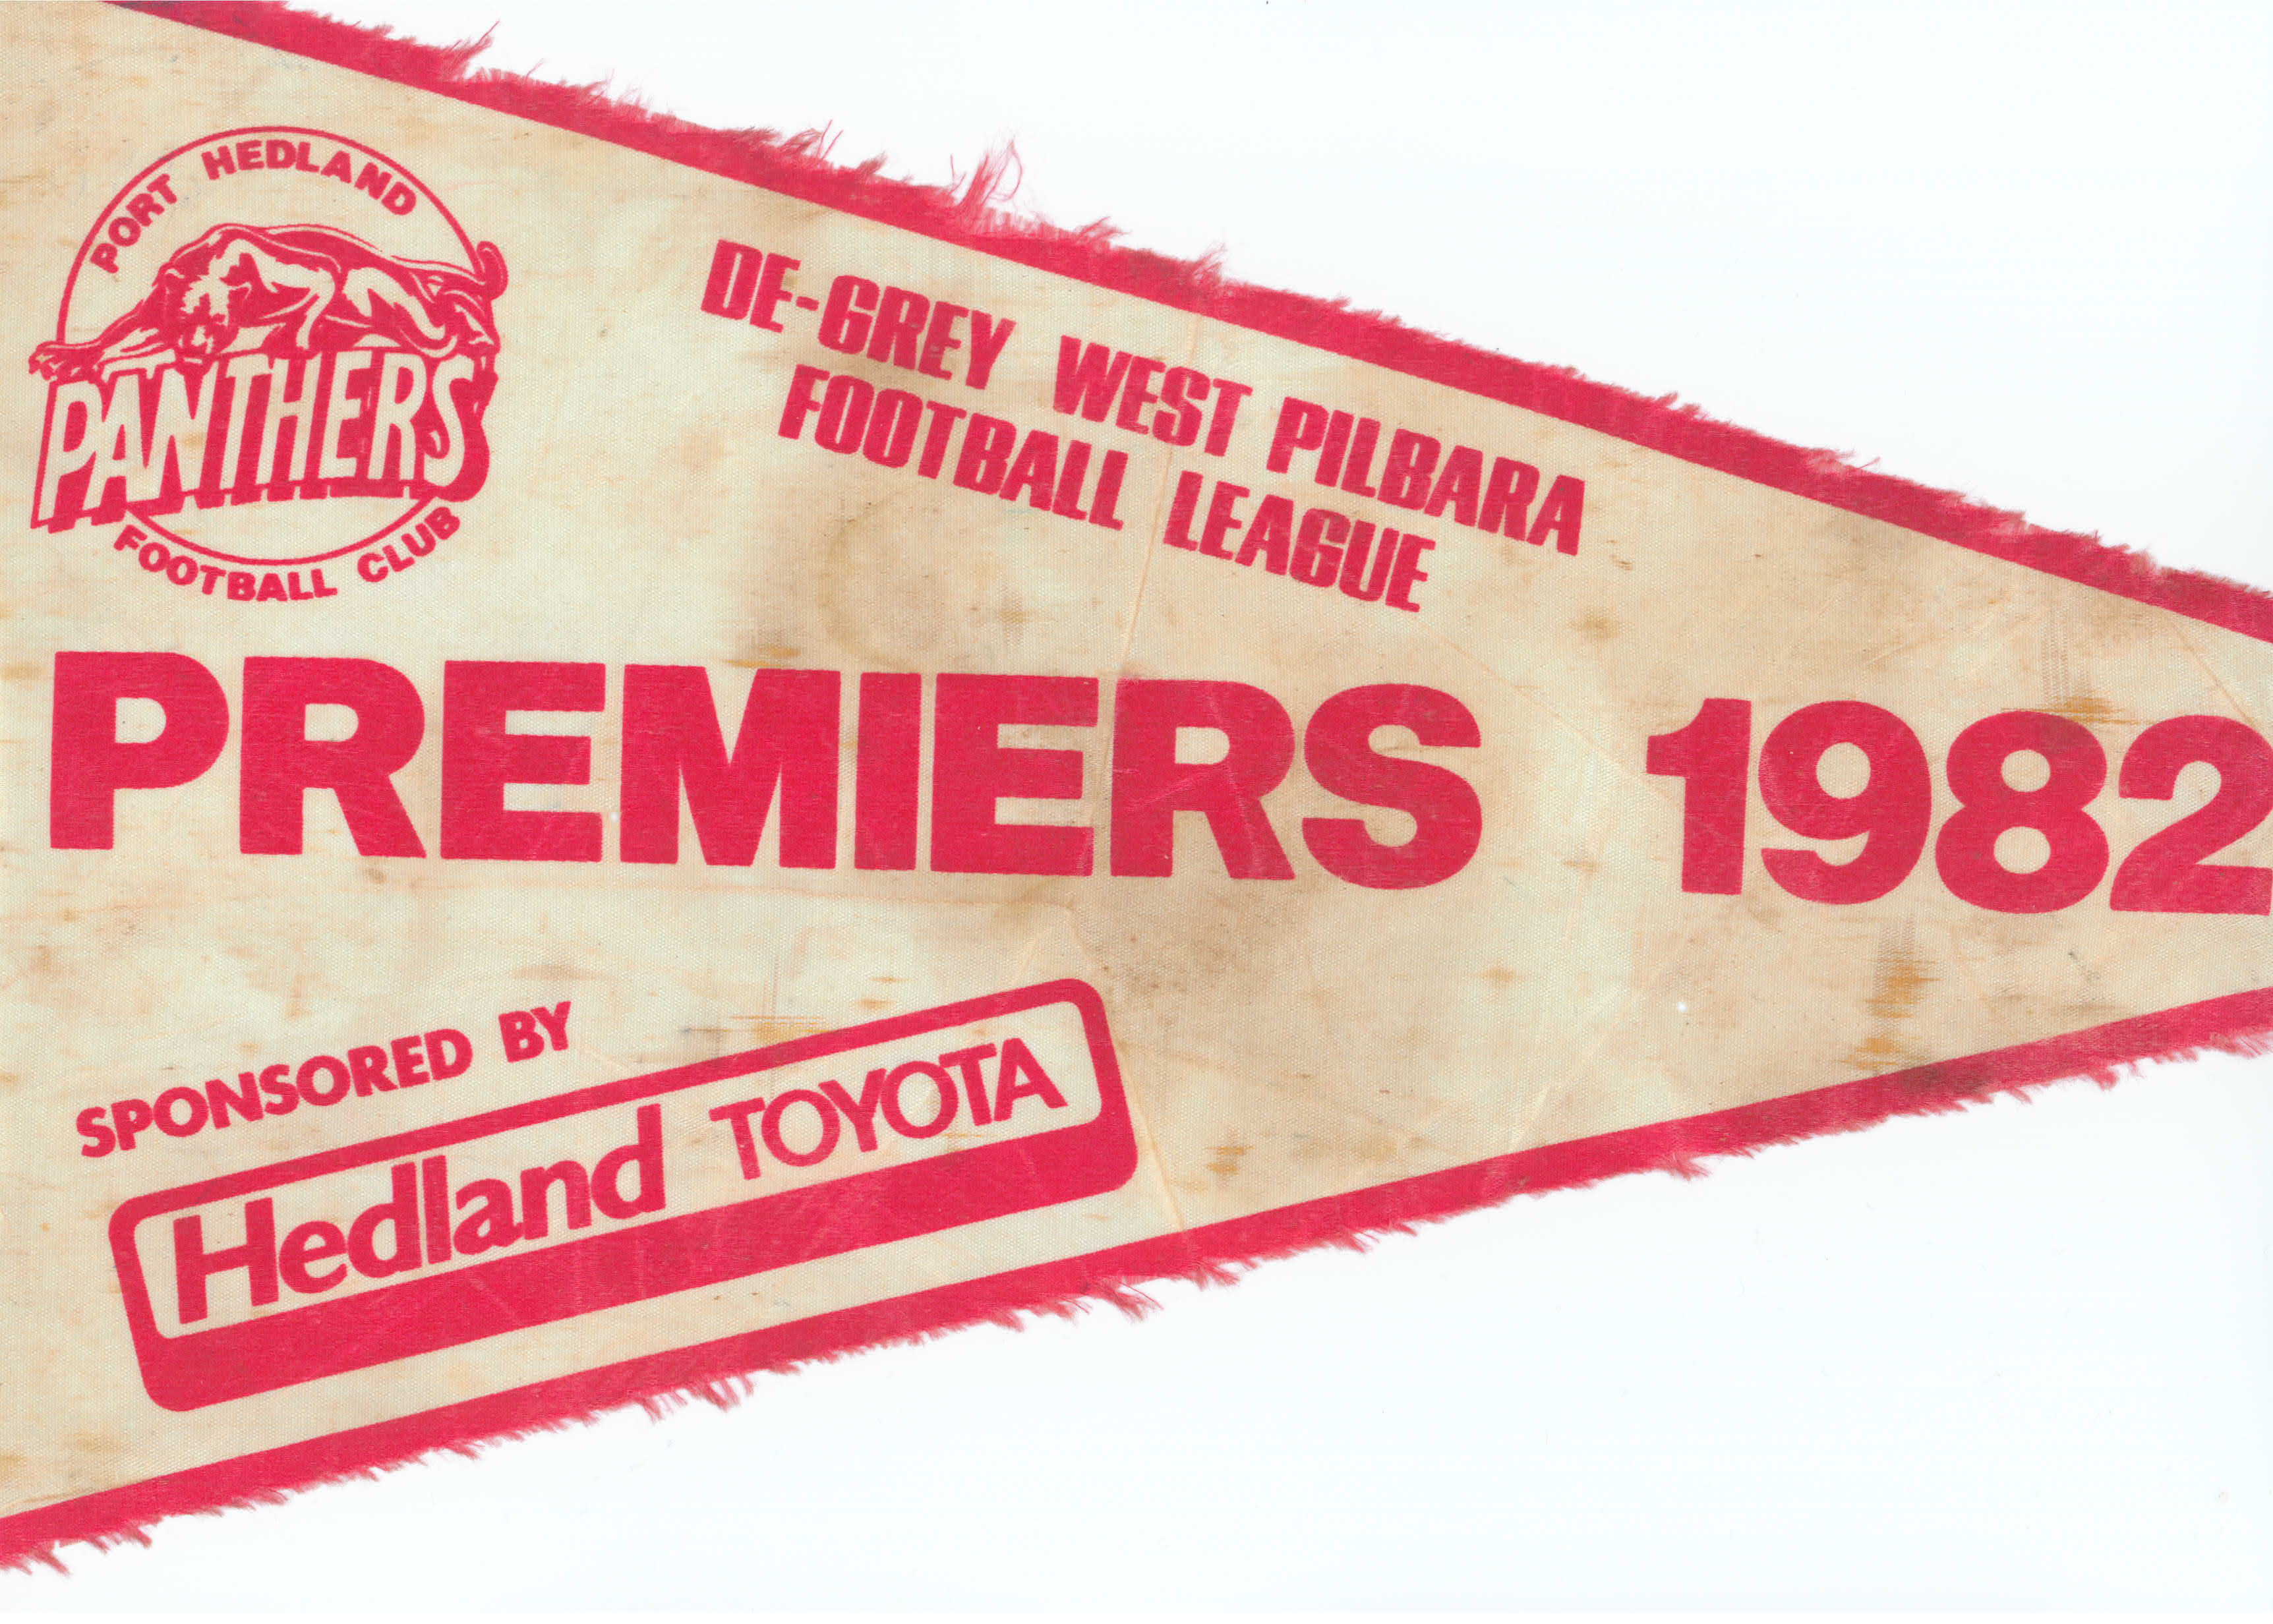 PORT HEDLAND
PANTHERS
FOOTBALL CLUB
DE-GREY WEST PILBARA
FOOTBALL LEAGUE
PREMIERS 1982
SPONSORED BY
Hedland TOYOTA